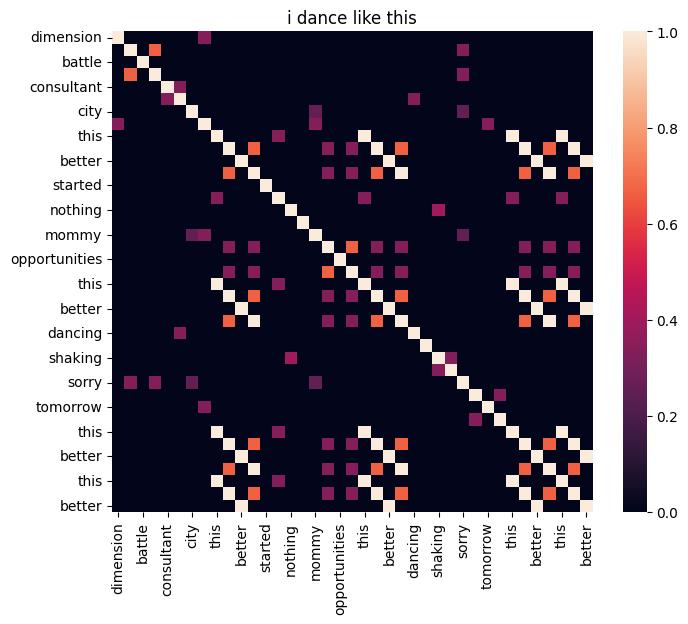 i dance like this
dimension
battle
consultant
city
this
better
started
nothing
mommy
opportunities
this
better
dancing
shaking
sorry
tomorrow
this
better
this
better
1.0
0.8
0.6
0.4
0.2
0.0
dimension
battle
consultant
city
this
better
started
nothing
mommy
opportunities
this
better
dancing
shaking
sorry
tomorrow
this
better
this
better